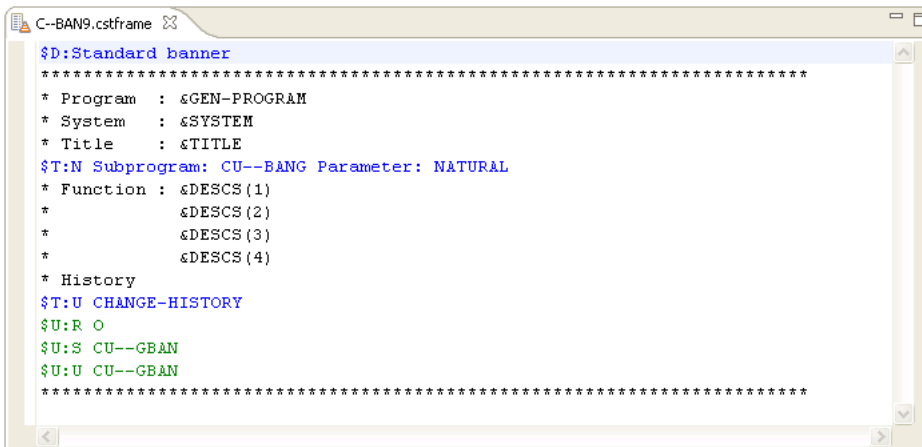 C--BAN9.cstframe
$D:Standard banner
************************************************************************
* Program  : &GEN-PROGRAM
* System   : &SYSTEM
* Title    : &TITLE
$T:N Subprogram: CU--BANG Parameter: NATURAL
* Function : &DESCS(1)
*            &DESCS(2)
*            &DESCS(3)
*            &DESCS(4)
* History
$T:U CHANGE-HISTORY
$U:R O
$U:S CU--GBAN
$U:U CU--GBAN
************************************************************************